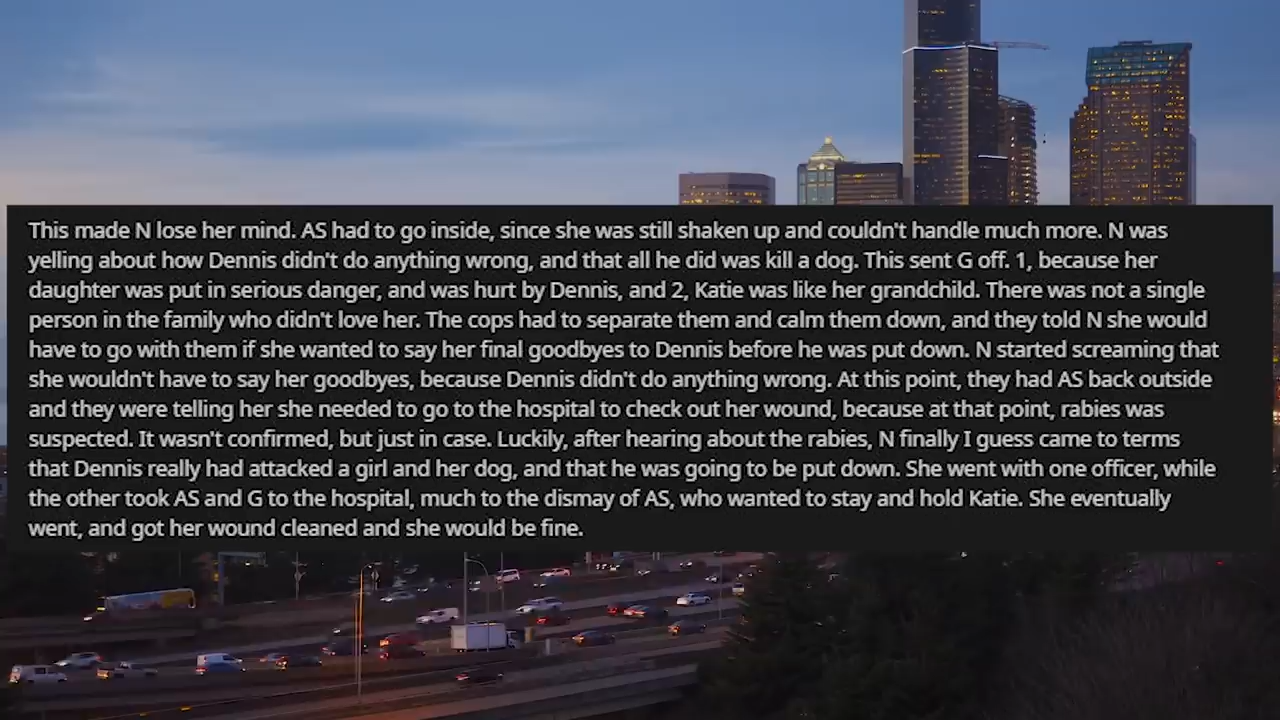 This made N lose her mind. AS had to go inside, since she was still shaken up and couldn't handle much more. N was
yelling about how Dennis didn't do anything wrong, and that all he did was kill a dog. This sent G off. 1, because her
daughter was put in serious danger, and was hurt by Dennis, and 2, Katie was like her grandchild. There was not a single
person in the family who didn't love her. The cops had to separate them and calm them down, and they told N she would
have to go with them if she wanted to say her final goodbyes to Dennis before he was put down. N started screaming that
she wouldn't have to say her goodbyes, because Dennis didn't do anything wrong. At this point, they had AS back outside
and they were telling her she needed to go to the hospital to check out her wound, because at that point, rabies was
suspected. It wasn't confirmed, but just in case. Luckily, after hearing about the rabies, N finally I guess came to terms
that Dennis really had attacked a girl and her dog, and that he was going to be put down. She went with one officer, while
the other took AS and G to the hospital, much to the dismay of AS, who wanted to stay and hold Katie. She eventually
went, and got her wound cleaned and she would be fine.